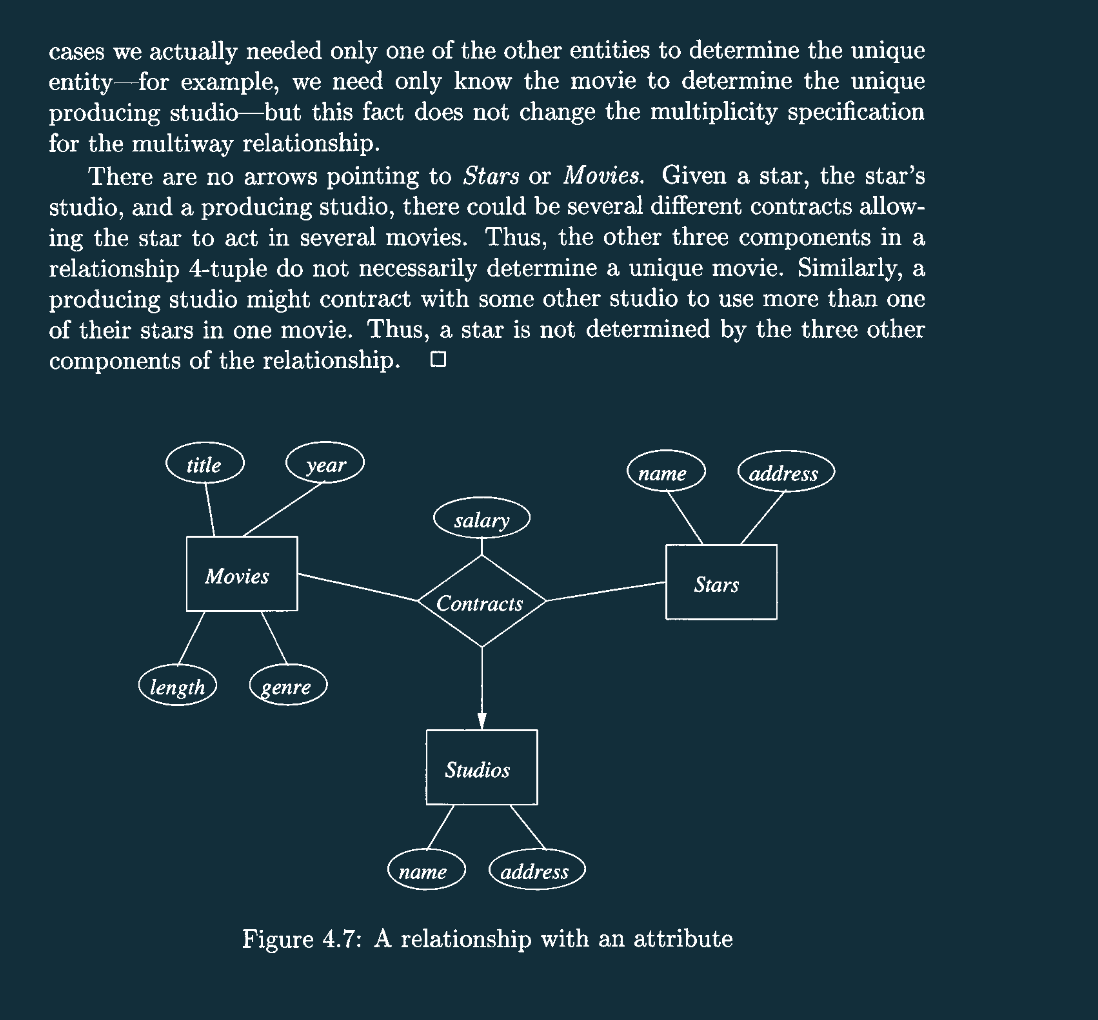 cases we actually needed only one of the other entities to determine the unique
entity—for example, we need only know the movie to determine the unique
producing studio—but this fact does not change the multiplicity specification
for the multiway relationship.
There are no arrows pointing to Stars or Movies. Given a star, the star's
studio, and a producing studio, there could be several different contracts allow-
ing the star to act in several movies. Thus, the other three components in a
relationship 4-tuple do not necessarily determine a unique movie. Similarly, a
producing studio might contract with some other studio to use more than one
of their stars in one movie. Thus, a star is not determined by the three other
components of the relationship. □
title
year
name
address
salary
Movies
Contracts
Stars
length
genre
Studios
name
address
Figure 4.7: A relationship with an attribute